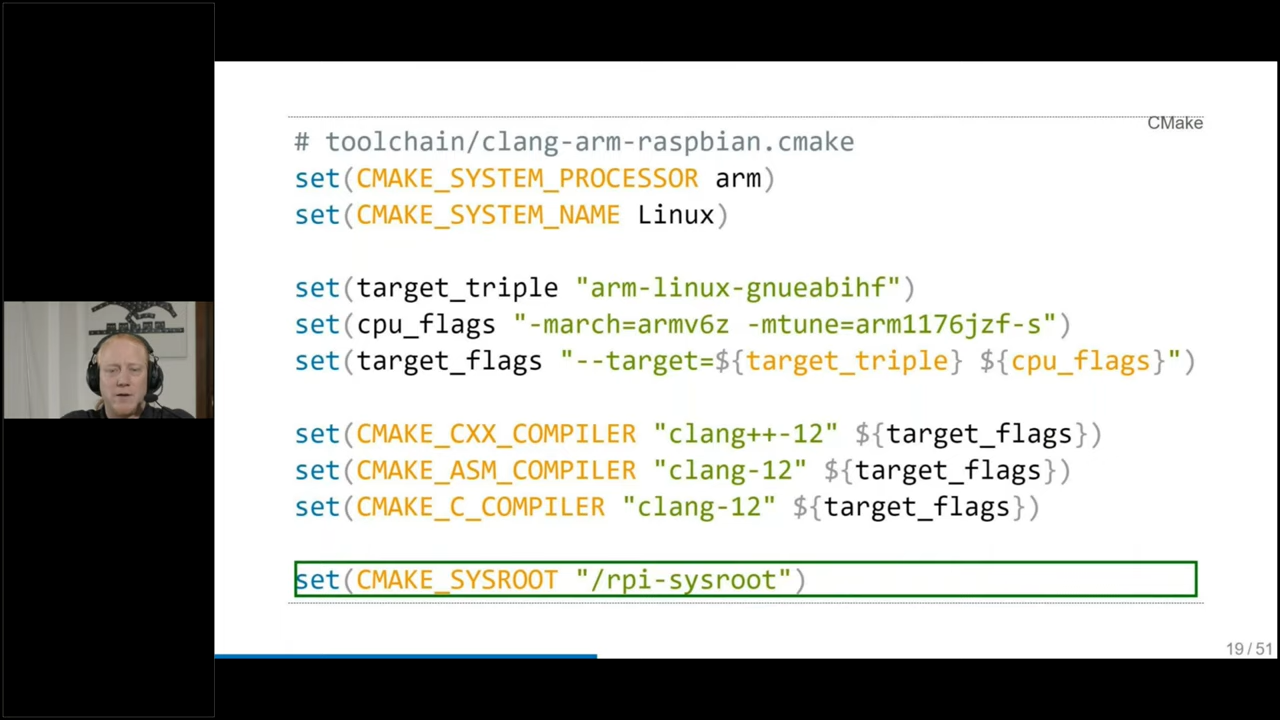 CMake
# toolchain/clang-arm-raspbian.cmake
set(CMAKE_SYSTEM_PROCESSOR arm)
set(CMAKE_SYSTEM_NAME Linux)
set(target_triple "arm-linux-gnueabihf")
set(cpu_flags "-march=armv6z -mtune=arm1176jzf-s")
set(target_flags "--target=${target_triple} ${cpu_flags}")
set(CMAKE_CXX_COMPILER "clang++-12" ${target_flags})
set(CMAKE_ASM_COMPILER "clang-12" ${target_flags})
set(CMAKE_C_COMPILER "clang-12" ${target_flags})
set(CMAKE_SYSROOT "/rpi-sysroot")
19 / 51